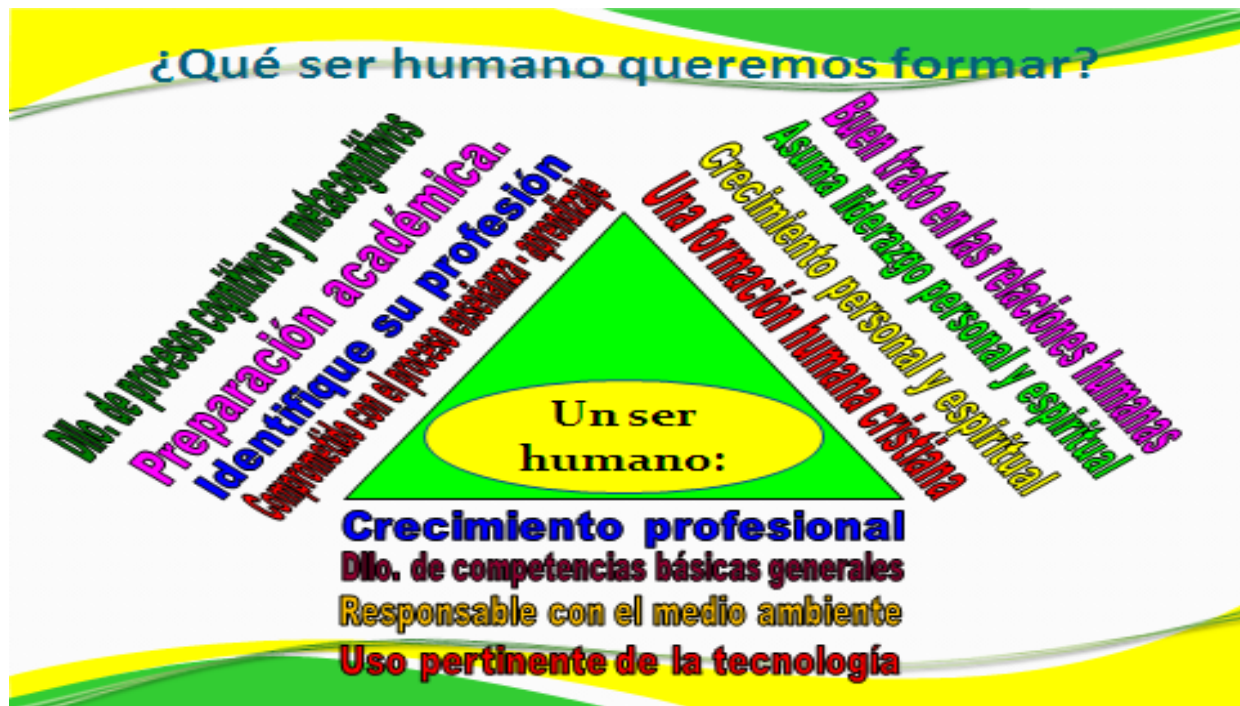 ¿Qué ser humano queremos formar?
Dllo. de procesos cognitivos y metacognitivos
Preparación académica.
Identifique su profesión
Comprometido con el proceso enseñanza - aprendizaje
Buen trato en las relaciones humanas
Asuma liderazgo personal y espiritual
Crecimiento personal y espiritual
Una formación humana cristiana
Un ser
humano:
Crecimiento profesional
Dllo. de competencias básicas generales
Responsable con el medio ambiente
Uso pertinente de la tecnología